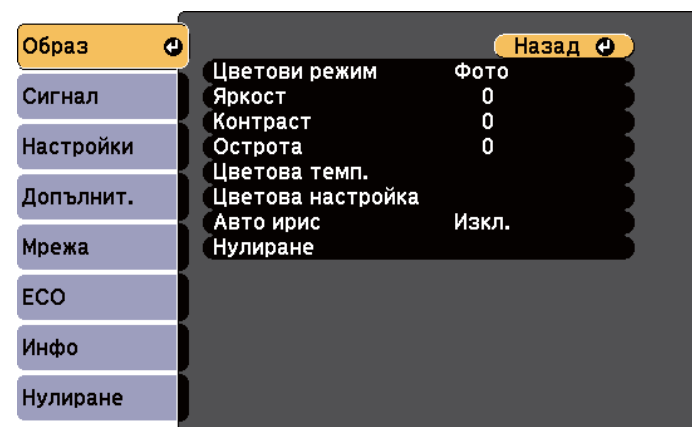 Образ
Сигнал
Настройки
Допълнит.
Мрежа
ECO
Инфо
Нулиране
Назад
Цветови режим Фото
Яркост 0
Контраст 0
Острота 0
Цветова темп.
Цветова настройка
Авто ирис Изкл.
Нулиране